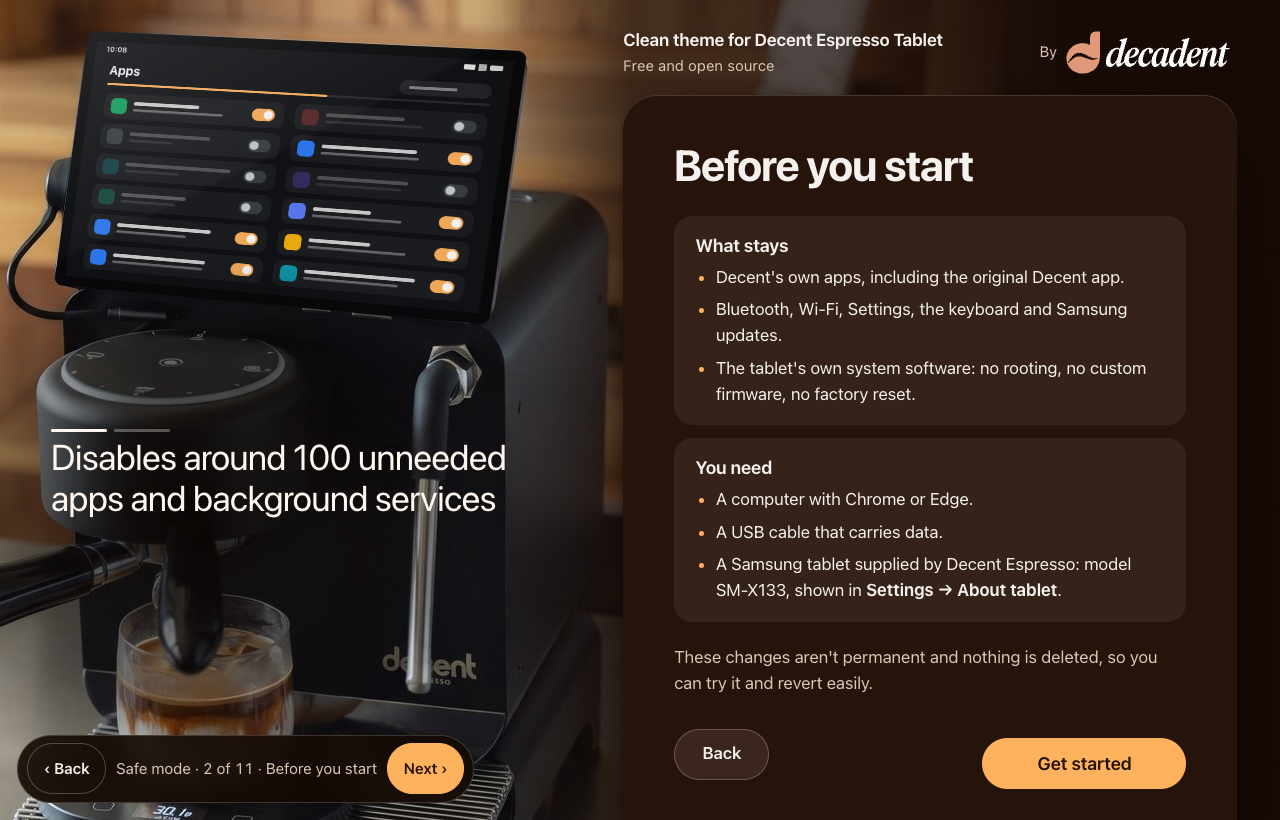 10:08
Apps
Disables around 100 unneeded
apps and background services
‹ Back
Safe mode · 2 of 11 · Before you start
Next ›
30.1
Clean theme for Decent Espresso Tablet
Free and open source
By decadent
Before you start
What stays
• Decent's own apps, including the original Decent app.
• Bluetooth, Wi-Fi, Settings, the keyboard and Samsung
updates.
• The tablet's own system software: no rooting, no custom
firmware, no factory reset.
You need
• A computer with Chrome or Edge.
• A USB cable that carries data.
• A Samsung tablet supplied by Decent Espresso: model
SM-X133, shown in Settings → About tablet.
These changes aren't permanent and nothing is deleted, so you
can try it and revert easily.
Back
Get started